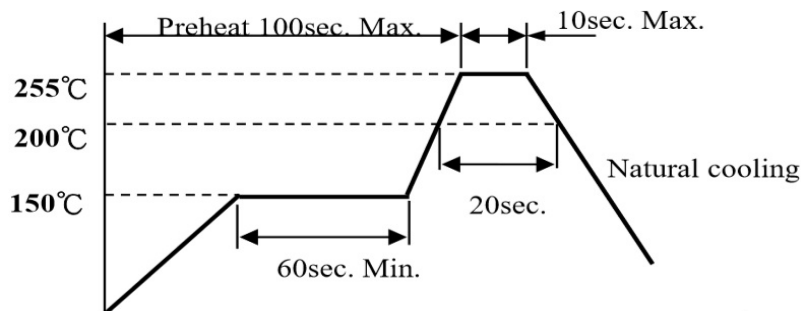 Preheat 100sec. Max.
10sec. Max.
255℃
200℃
150℃
20sec.
Natural cooling
60sec. Min.